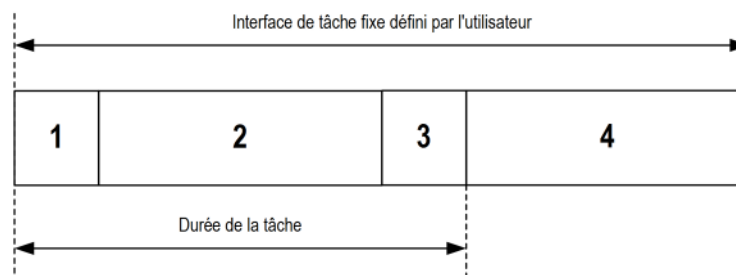 Interface de tâche fixe défini par l'utilisateur
1 2 3 4
Durée de la tâche